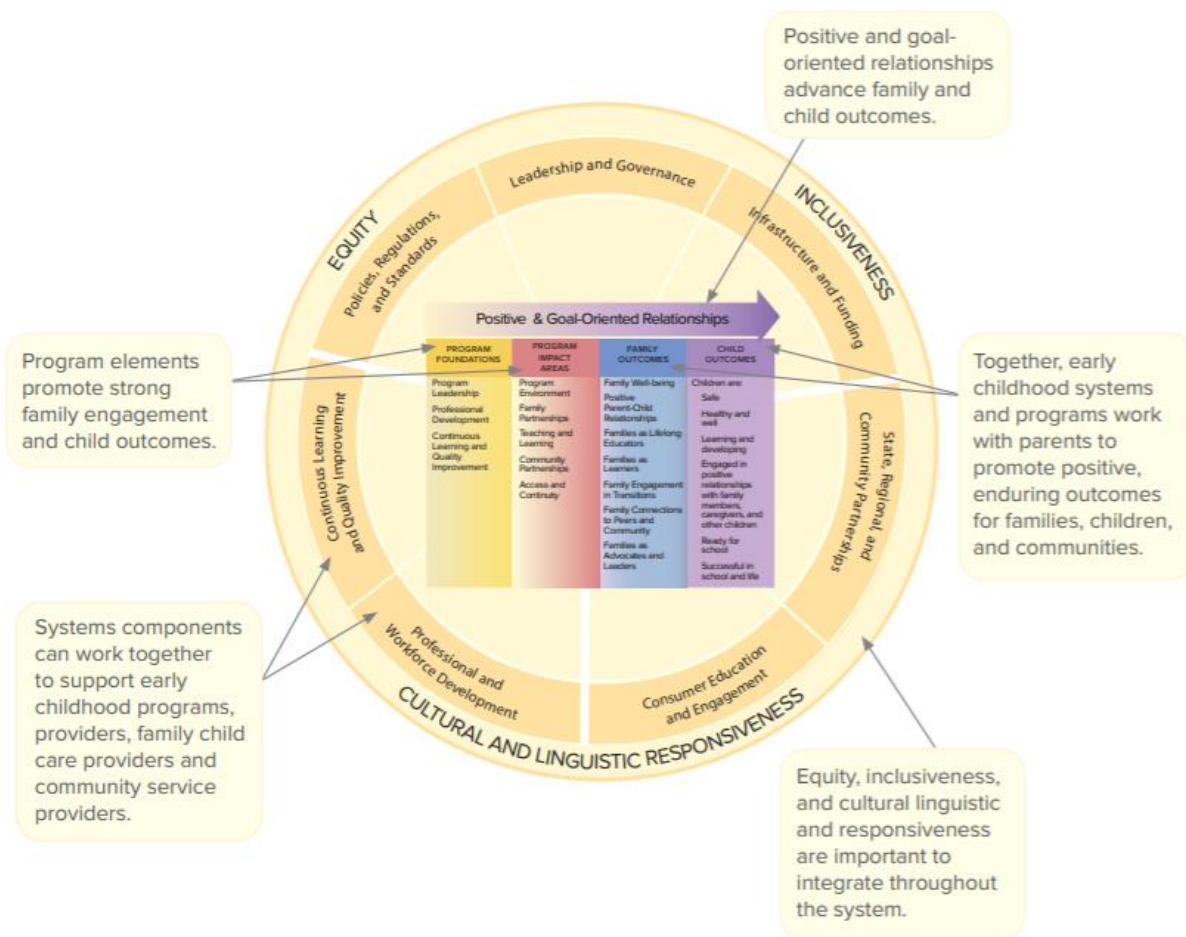 Positive and goal-
oriented relationships
advance family and
child outcomes.
Leadership and Governance
EQUITY
INCLUSIVENESS
Policies, Regulations,
and Standards
Infrastructure and Funding
Positive & Goal-Oriented Relationships
Program elements
promote strong
family engagement
and child outcomes.
PROGRAM
FOUNDATIONS
Program
Leadership
Professional
Development
Continuous
Learning and
Quality
Improvement
PROGRAM
IMPACT
AREAS
Program
Environment
Family
Partnerships
Teaching and
Learning
Community
Partnerships
Access and
Continuity
FAMILY
OUTCOMES
Family Well-being
Positive
Parent-Child
Relationships
Families as Lifelong
Educators
Families as
Learners
Family Engagement
in Transitions
Family Connections
to Peers and
Community
Families as
Advocates and
Leaders
CHILD
OUTCOMES
Children are:
Safe
Healthy and
well
Learning and
developing
Engaged in
positive
relationships
with family
members,
caregivers, and
other children
Ready for
school
Successful in
school and life
Together, early
childhood systems
and programs work
with parents to
promote positive,
enduring outcomes
for families, children,
and communities.
Continuous Learning
and Quality Improvement
State, Regional, and
Community Partnerships
Systems components
can work together
to support early
childhood programs,
providers, family child
care providers and
community service
providers.
Professional and
Workforce Development
Consumer Education
and Engagement
CULTURAL AND LINGUISTIC RESPONSIVENESS
Equity, inclusiveness,
and cultural linguistic
and responsiveness
are important to
integrate throughout
the system.